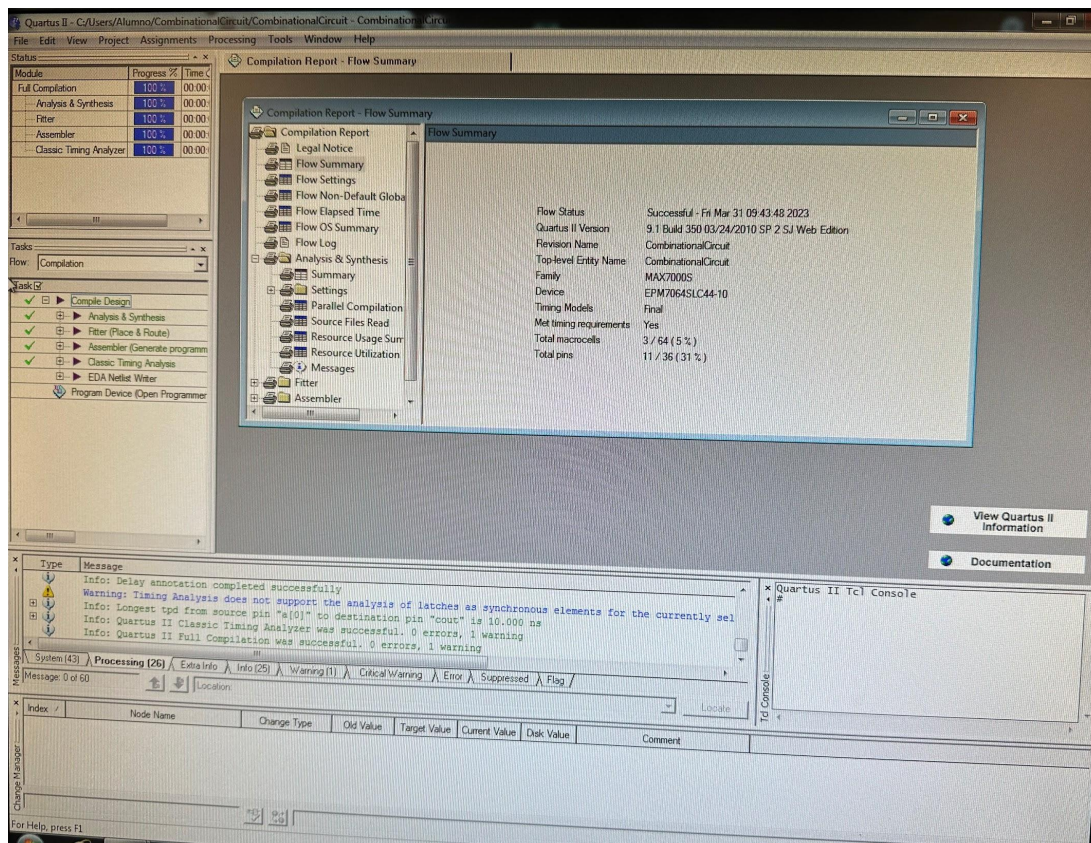 Quartus II - C:/Users/Alumno/CombinationalCircuit/CombinationalCircuit - CombinationalCircu
File Edit View Project Assignments Processing Tools Window Help
Status
Module Progress % Time
Full Compilation 100 % 00:00:
Analysis & Synthesis 100 % 00:00:
Fitter 100 % 00:00:
Assembler 100 % 00:00:
Classic Timing Analyzer 100 % 00:00:
Tasks
Flow: Compilation
Task
Compile Design
Analysis & Synthesis
Fitter (Place & Route)
Assembler (Generate programm
Classic Timing Analysis
EDA Netlist Writer
Program Device (Open Programmer
Compilation Report - Flow Summary
Compilation Report - Flow Summary
Compilation Report
Legal Notice
Flow Summary
Flow Settings
Flow Non-Default Globa
Flow Elapsed Time
Flow OS Summary
Flow Log
Analysis & Synthesis
Summary
Settings
Parallel Compilation
Source Files Read
Resource Usage Sum
Resource Utilization
Messages
Fitter
Assembler
Flow Summary
Flow Status Successful - Fri Mar 31 09:43:48 2023
Quartus II Version 9.1 Build 350 03/24/2010 SP 2 SJ Web Edition
Revision Name CombinationalCircuit
Top-level Entity Name CombinationalCircuit
Family MAX7000S
Device EPM7064SLC44-10
Timing Models Final
Met timing requirements Yes
Total macrocells 3 / 64 ( 5 % )
Total pins 11 / 36 ( 31 % )
View Quartus II
Information
Documentation
Messages
Type Message
Info: Delay annotation completed successfully
Warning: Timing Analysis does not support the analysis of latches as synchronous elements for the currently sel
Info: Longest tpd from source pin "a[0]" to destination pin "cout" is 10.000 ns
Info: Quartus II Classic Timing Analyzer was successful. 0 errors, 1 warning
Info: Quartus II Full Compilation was successful. 0 errors, 1 warning
System (43) Processing (26) Extra Info Info (25) Warning (1) Critical Warning Error Suppressed Flag
Message: 0 of 60
Location:
Locate
Tcl Console
Quartus II Tcl Console
#
Change Manager
Index Node Name Change Type Old Value Target Value Current Value Disk Value Comment
For Help, press F1